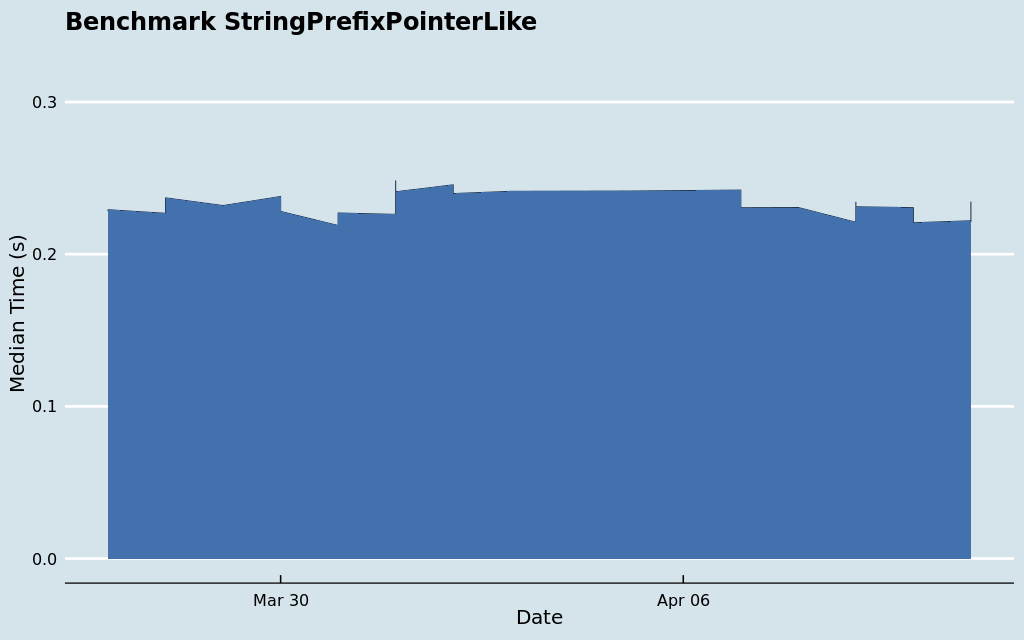 Benchmark StringPrefixPointerLike
0.3
0.2
0.1
0.0
Median Time (s)
Mar 30
Apr 06
Date